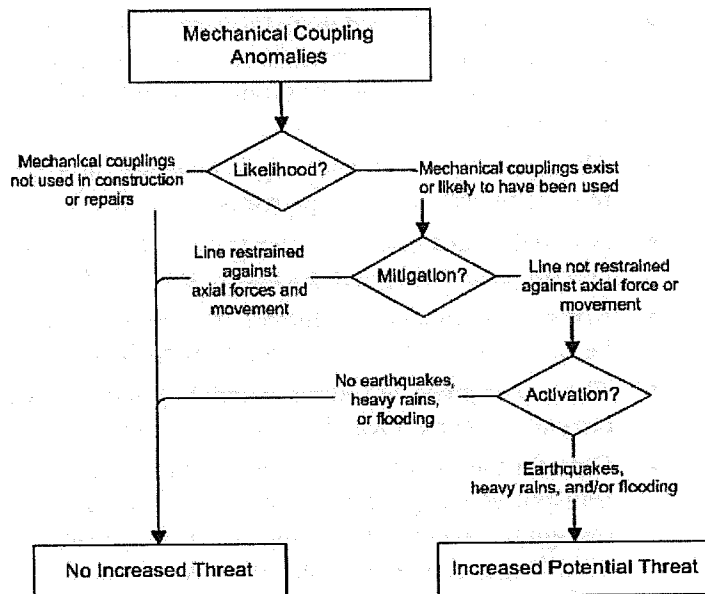 Mechanical Coupling
Anomalies
Likelihood?
Mechanical couplings
not used in construction
or repairs
Mechanical couplings exist
or likely to have been used
Mitigation?
Line restrained
against
axial forces and
movement
Line not restrained
against axial force or
movement
Activation?
No earthquakes,
heavy rains,
or flooding
Earthquakes,
heavy rains, and/or flooding
No Increased Threat
Increased Potential Threat